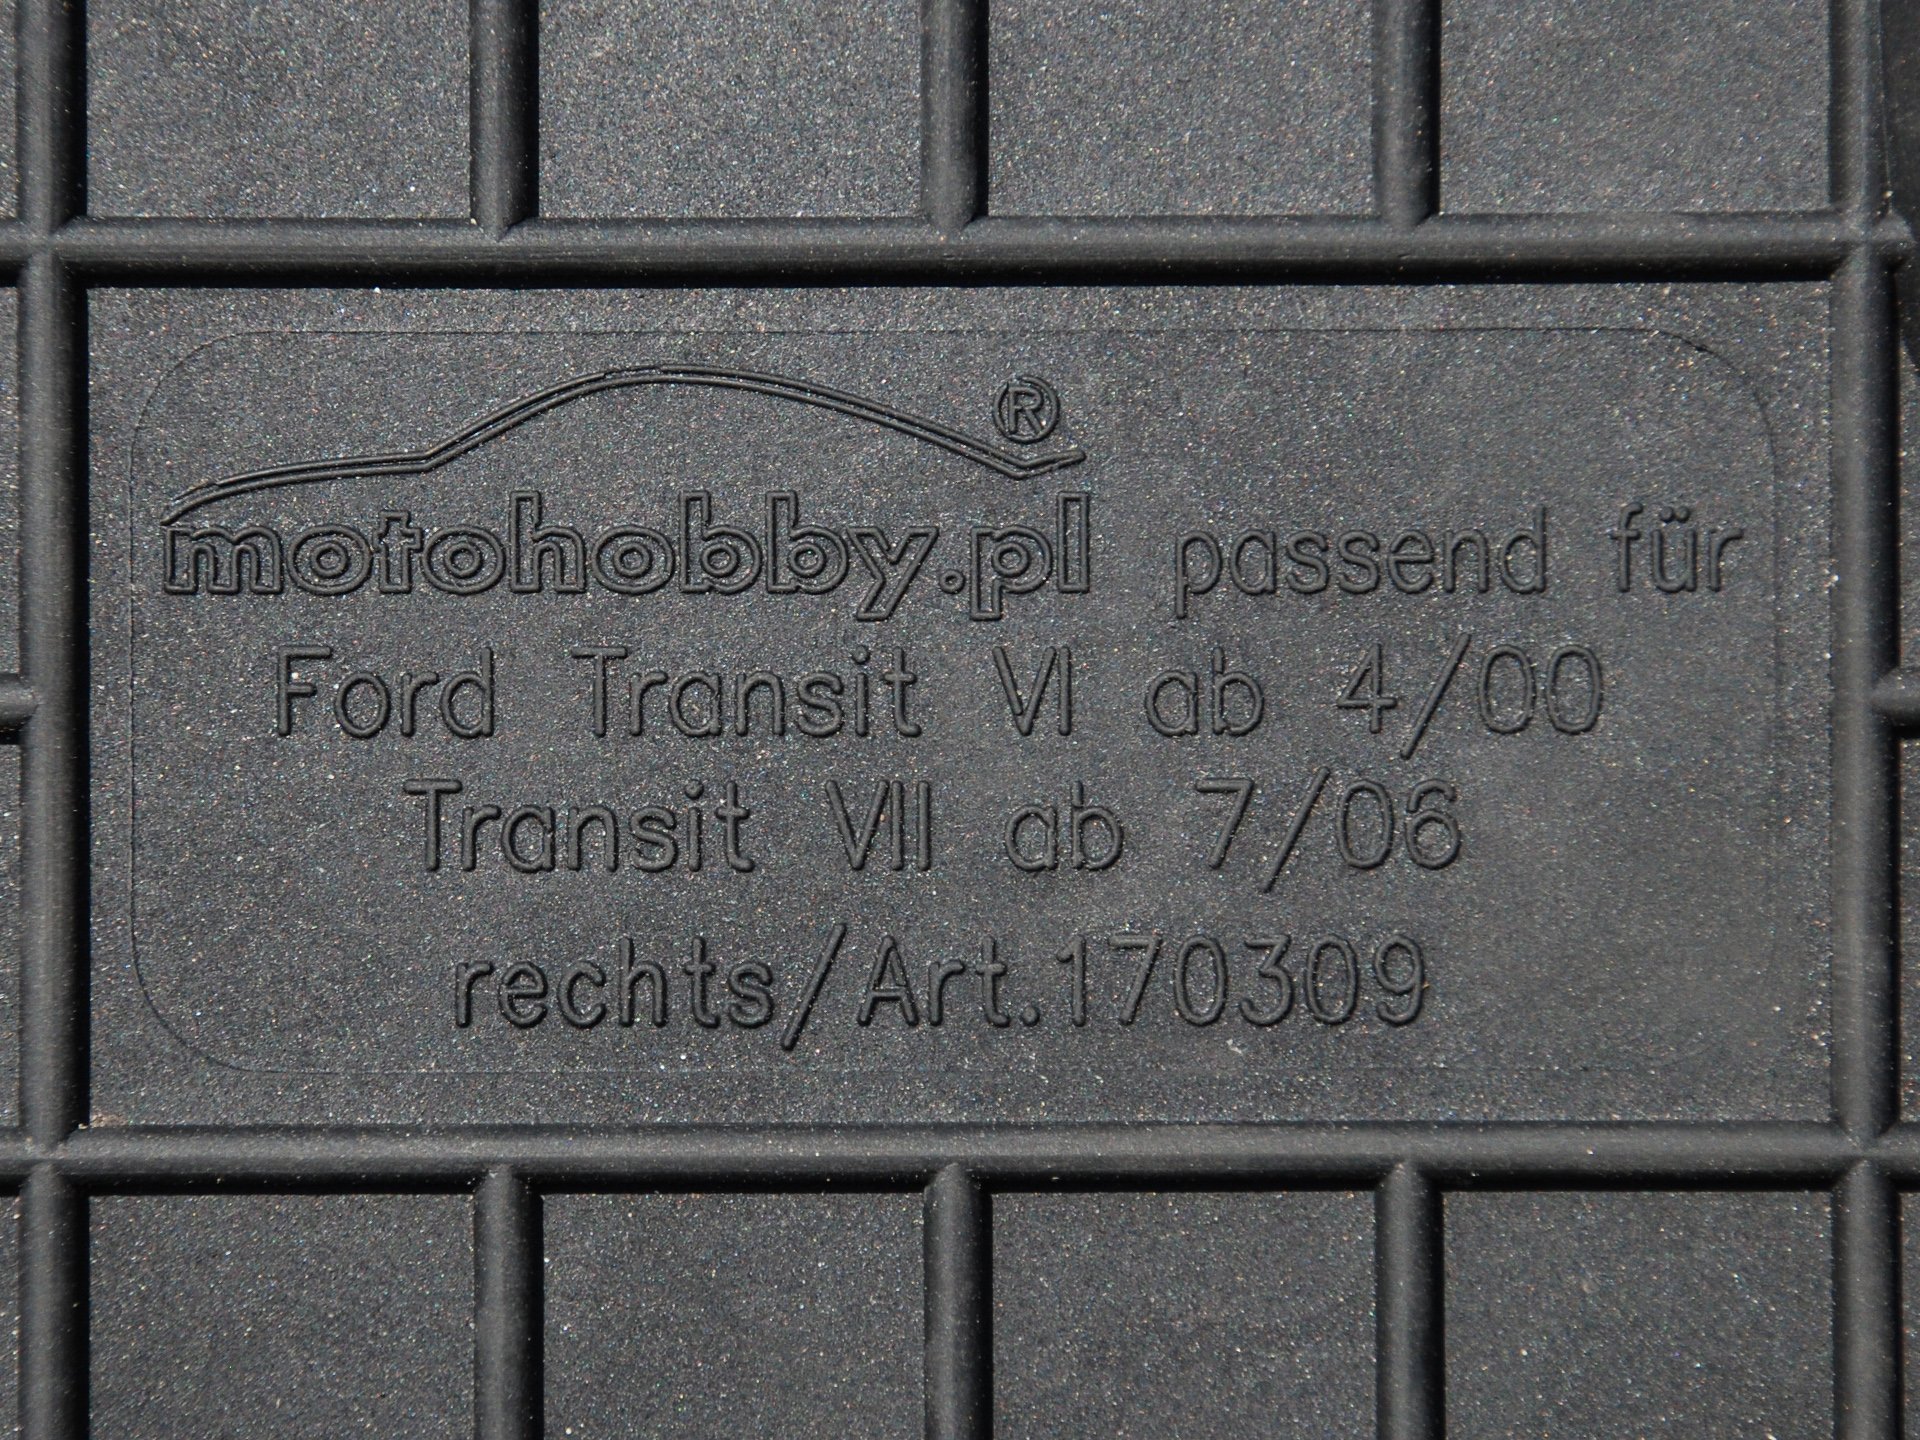 motohobby.pl® passend für
Ford Transit VI ab 4/00
Transit VII ab 7/06
rechts/Art.170309